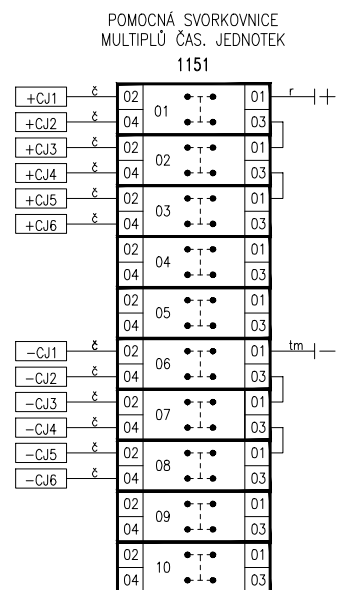 POMOCNÁ SVORKOVNICE
MULTIPLŮ ČAS. JEDNOTEK
1151
+CJ1 č 02 01 01 r +
+CJ2 č 04 03
+CJ3 č 02 02 01
+CJ4 č 04 03
+CJ5 č 02 03 01
+CJ6 č 04 03
02 04 01
04 03
02 05 01
04 03
-CJ1 č 02 06 01 tm -
-CJ2 č 04 03
-CJ3 č 02 07 01
-CJ4 č 04 03
-CJ5 č 02 08 01
-CJ6 č 04 03
02 09 01
04 03
02 10 01
04 03